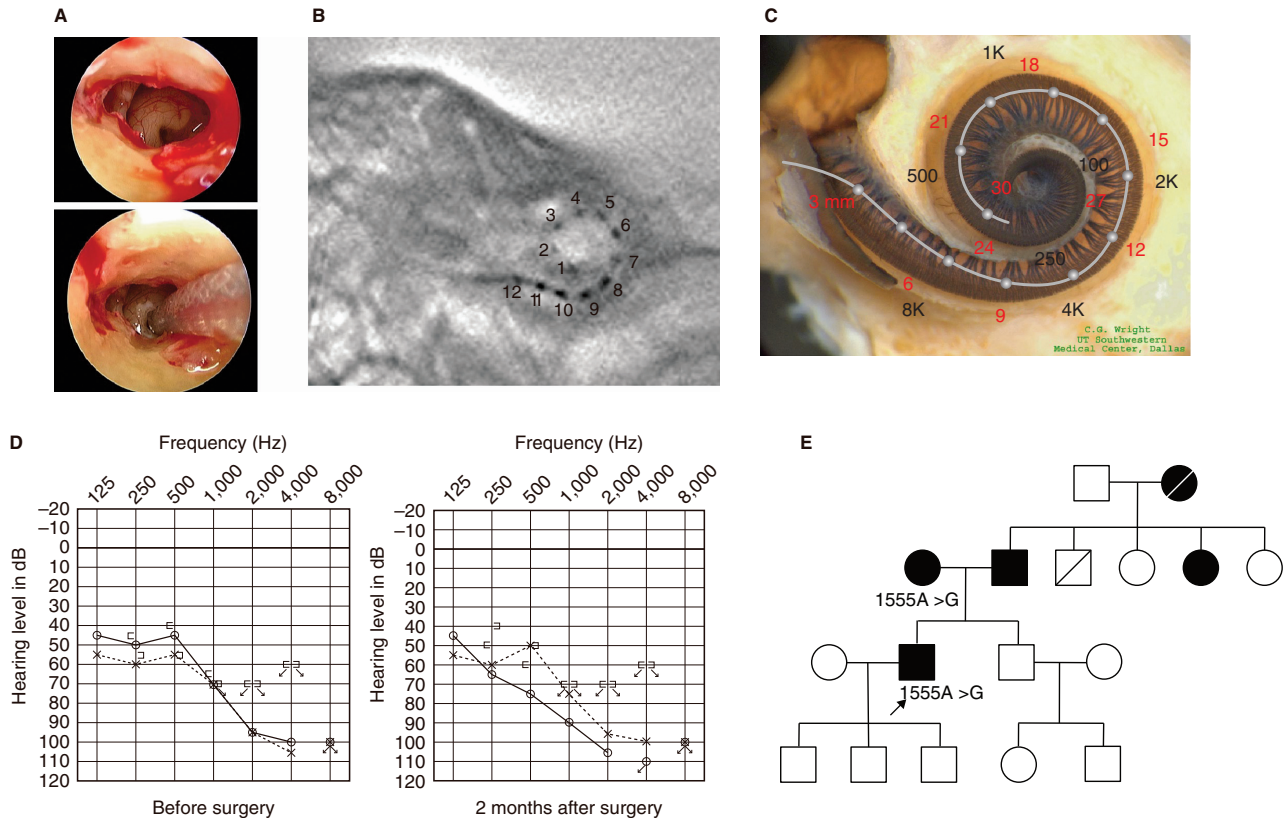 A
B
C
D
E
3
4
5
6
2
7
1
8
12
11
10
9
1K
18
21
15
100
2K
500
30
27
3 mm
24
250
12
6
8K
9
4K
C.G. Wright
UT Southwestern
Medical Center, Dallas
Frequency (Hz)
125 250 500 1,000 2,000 4,000 8,000
Hearing level in dB
–20
–10
0
10
20
30
40
50
60
70
80
90
100
110
120
Before surgery
Frequency (Hz)
125 250 500 1,000 2,000 4,000 8,000
Hearing level in dB
–20
–10
0
10
20
30
40
50
60
70
80
90
100
110
120
2 months after surgery
1555A >G
1555A >G